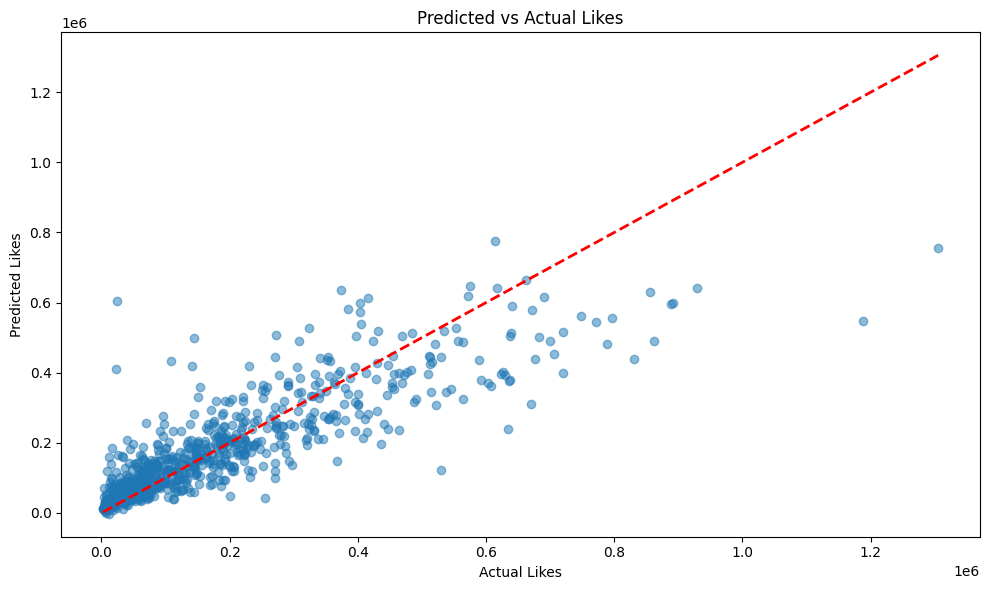 Predicted vs Actual Likes
1e6
Predicted Likes
1.2
1.0
0.8
0.6
0.4
0.2
0.0
0.0 0.2 0.4 0.6 0.8 1.0 1.2
1e6
Actual Likes